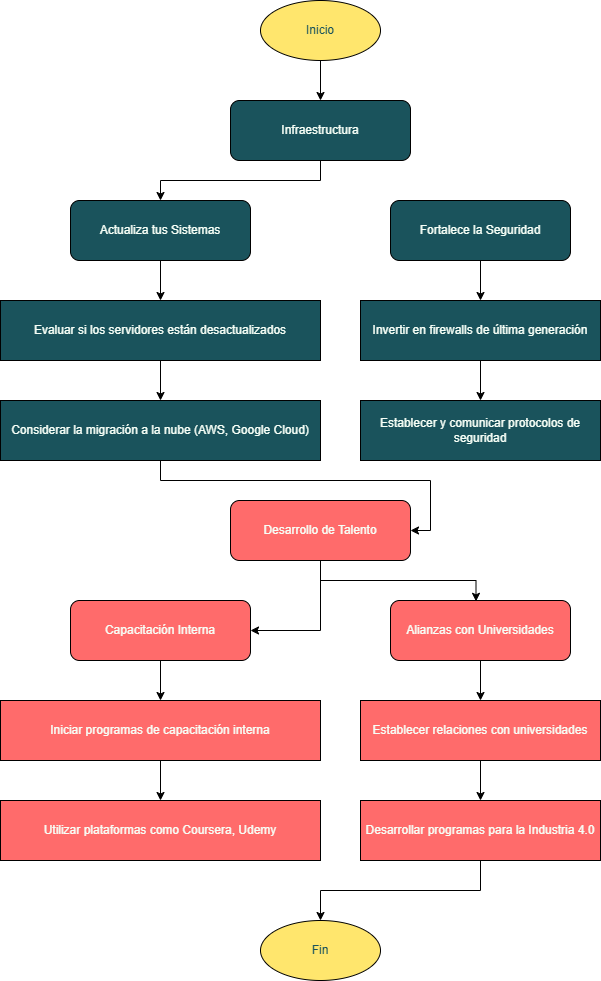 Inicio
Infraestructura
Actualiza tus Sistemas
Fortalece la Seguridad
Evaluar si los servidores están desactualizados
Invertir en firewalls de última generación
Considerar la migración a la nube (AWS, Google Cloud)
Establecer y comunicar protocolos de
seguridad
Desarrollo de Talento
Capacitación Interna
Alianzas con Universidades
Iniciar programas de capacitación interna
Establecer relaciones con universidades
Utilizar plataformas como Coursera, Udemy
Desarrollar programas para la Industria 4.0
Fin